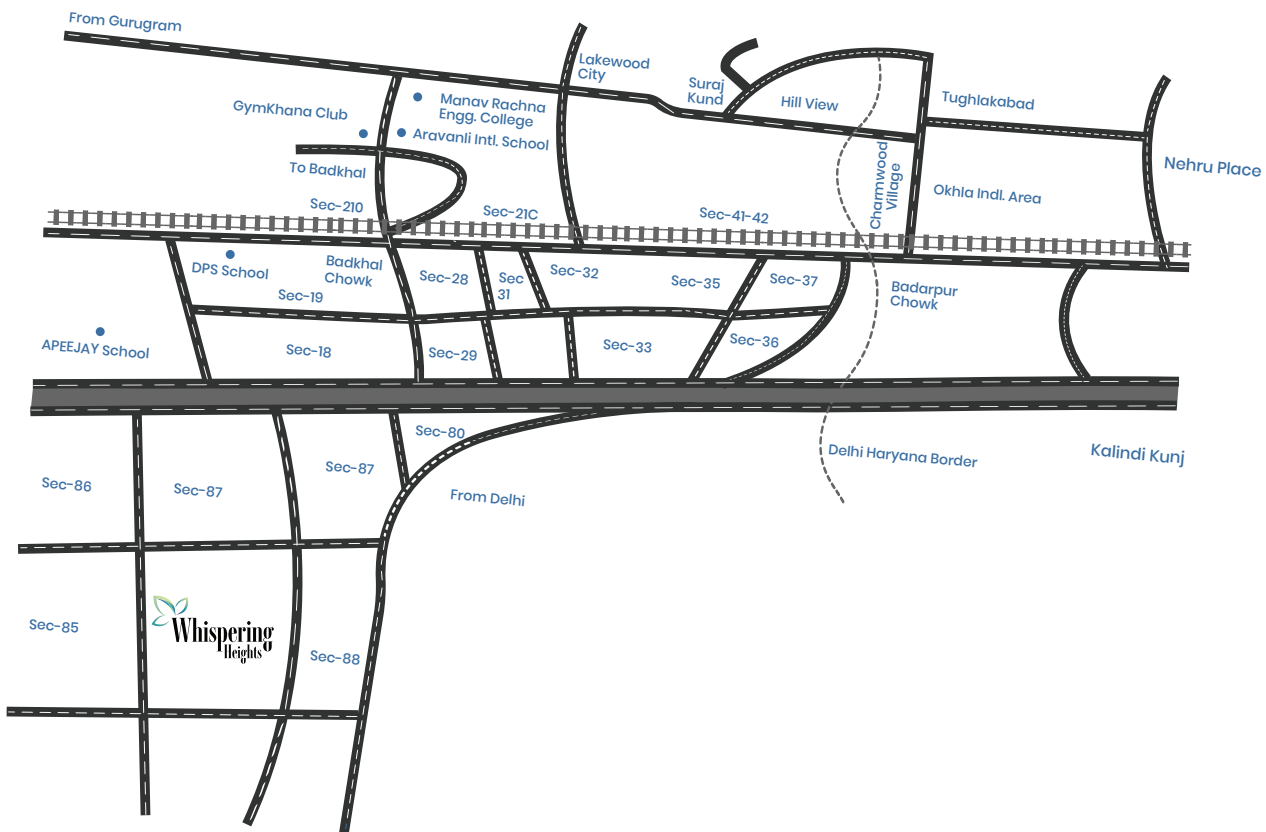 From Gurugram
Lakewood
City
Suraj
Kund
Hill View
Tughlakabad
GymKhana Club
Manav Rachna
Engg. College
Aravanli Intl. School
To Badkhal
Nehru Place
Charmwood
Village
Okhla Indl. Area
Sec-210
Sec-21C
Sec-41-42
DPS School
Badkhal
Chowk
Sec-28
Sec
31
Sec-32
Sec-35
Sec-37
Badarpur
Chowk
Sec-19
APEEJAY School
Sec-18
Sec-29
Sec-33
Sec-36
Sec-80
Delhi Haryana Border
Kalindi Kunj
Sec-86
Sec-87
Sec-87
From Delhi
Sec-85
Whispering
Heights
Sec-88